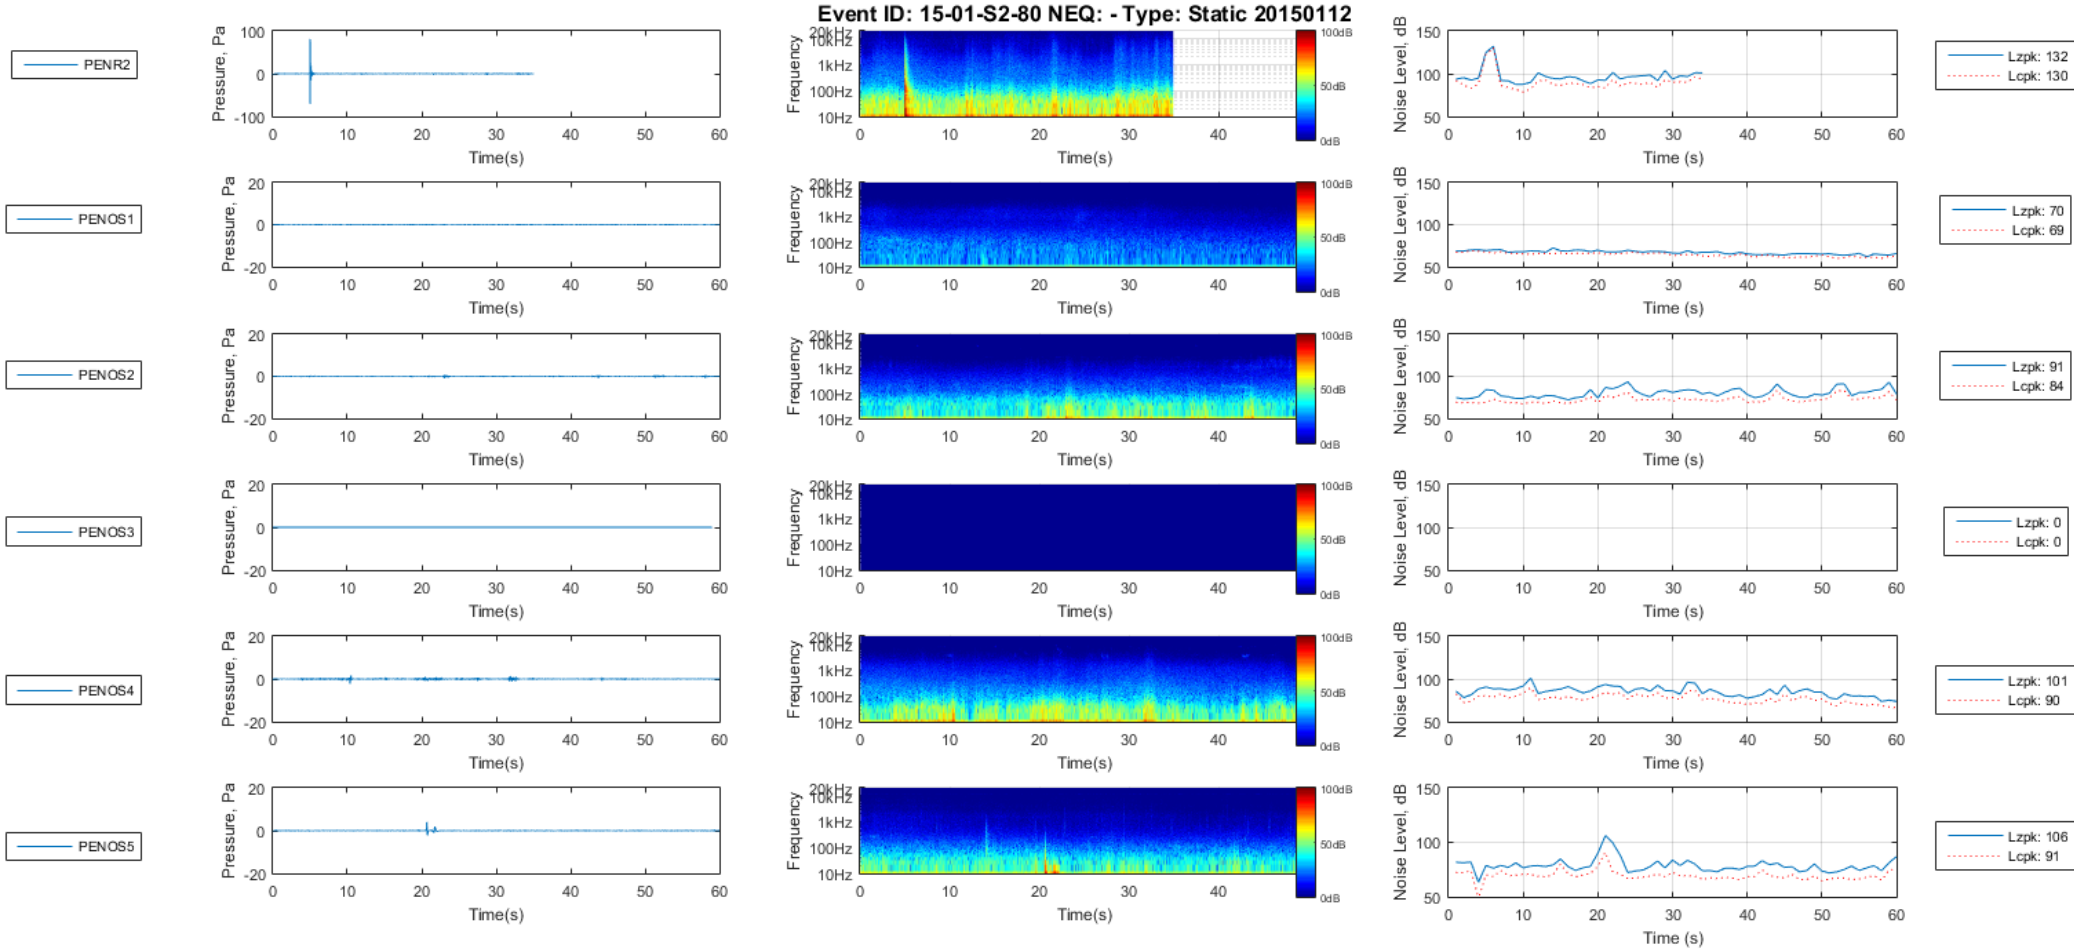 Event ID: 15-01-S2-80 NEQ: - Type: Static 20150112
PENR2
Pressure, Pa
100
0
-100
0 10 20 30 40 50 60
Time(s)
Frequency
20kHz
10kHz
1kHz
100Hz
10Hz
0 10 20 30 40
Time(s)
100dB
50dB
0dB
Noise Level, dB
150
100
50
0 10 20 30 40 50 60
Time (s)
Lzpk: 132
Lcpk: 130
PENOS1
Pressure, Pa
20
0
-20
0 10 20 30 40 50 60
Time(s)
Frequency
20kHz
10kHz
1kHz
100Hz
10Hz
0 10 20 30 40
Time(s)
100dB
50dB
0dB
Noise Level, dB
150
100
50
0 10 20 30 40 50 60
Time (s)
Lzpk: 70
Lcpk: 69
PENOS2
Pressure, Pa
20
0
-20
0 10 20 30 40 50 60
Time(s)
Frequency
20kHz
10kHz
1kHz
100Hz
10Hz
0 10 20 30 40
Time(s)
100dB
50dB
0dB
Noise Level, dB
150
100
50
0 10 20 30 40 50 60
Time (s)
Lzpk: 91
Lcpk: 84
PENOS3
Pressure, Pa
20
0
-20
0 10 20 30 40 50 60
Time(s)
Frequency
20kHz
10kHz
1kHz
100Hz
10Hz
0 10 20 30 40
Time(s)
100dB
50dB
0dB
Noise Level, dB
150
100
50
0 10 20 30 40 50 60
Time (s)
Lzpk: 0
Lcpk: 0
PENOS4
Pressure, Pa
20
0
-20
0 10 20 30 40 50 60
Time(s)
Frequency
20kHz
10kHz
1kHz
100Hz
10Hz
0 10 20 30 40
Time(s)
100dB
50dB
0dB
Noise Level, dB
150
100
50
0 10 20 30 40 50 60
Time (s)
Lzpk: 101
Lcpk: 90
PENOS5
Pressure, Pa
20
0
-20
0 10 20 30 40 50 60
Time(s)
Frequency
20kHz
10kHz
1kHz
100Hz
10Hz
0 10 20 30 40
Time(s)
100dB
50dB
0dB
Noise Level, dB
150
100
50
0 10 20 30 40 50 60
Time (s)
Lzpk: 106
Lcpk: 91